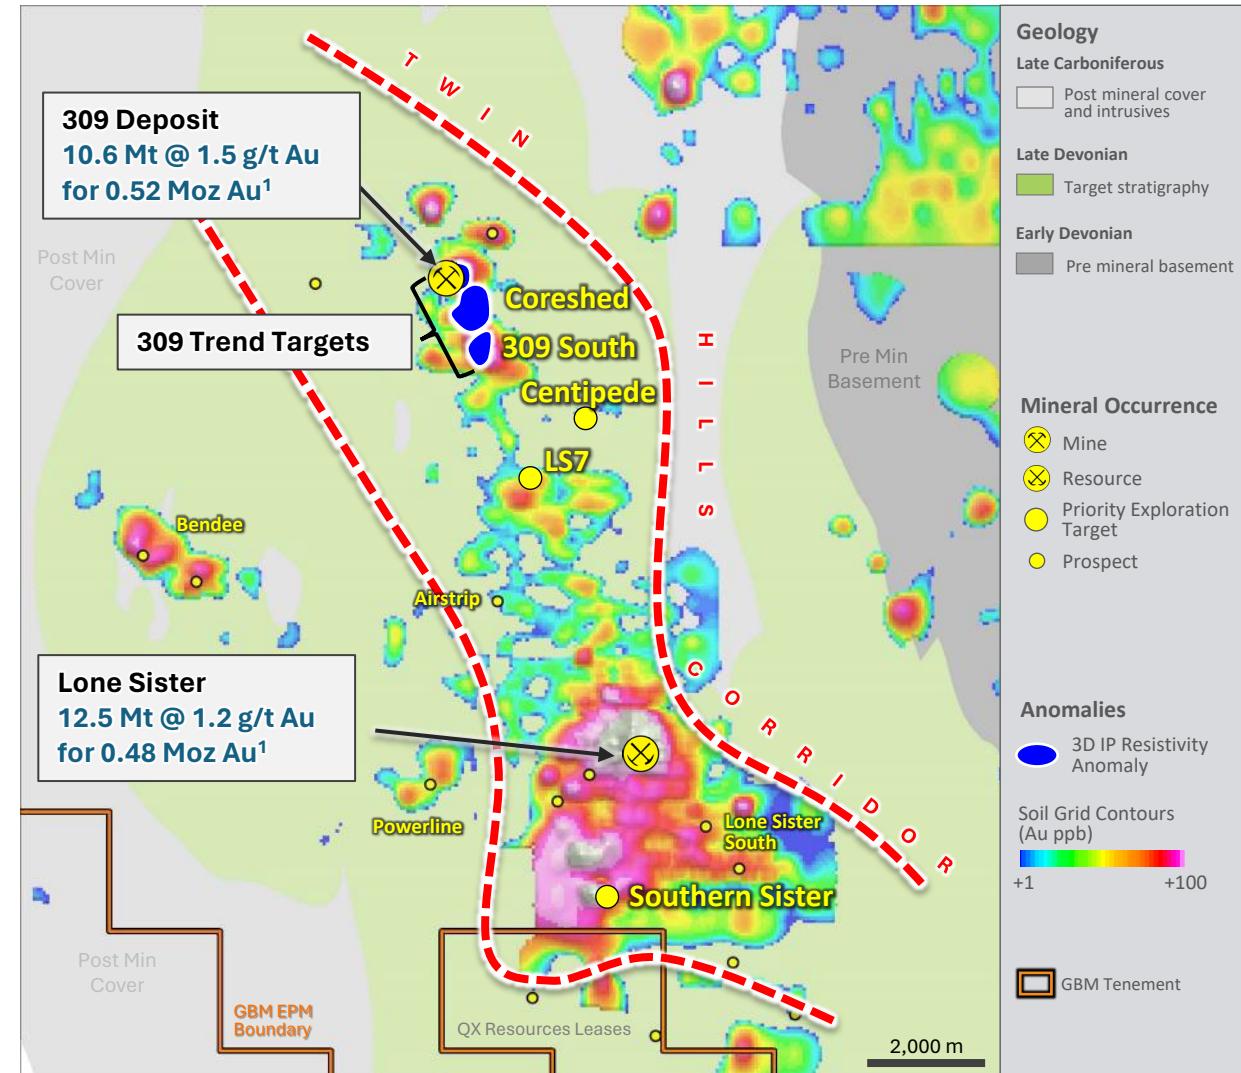 TWIN HILLS CORRIDOR
309 Deposit
10.6 Mt @ 1.5 g/t Au
for 0.52 Moz Au¹
Post Min
Cover
309 Trend Targets
Coreshed
309 South
Centipede
LS7
Pre Min
Basement
Bendee
Airstrip
Lone Sister
12.5 Mt @ 1.2 g/t Au
for 0.48 Moz Au¹
Powerline
Lone Sister
South
Southern Sister
Post Min
Cover
GBM EPM
Boundary
QX Resources Leases
2,000 m
Geology
Late Carboniferous
Post mineral cover
and intrusives
Late Devonian
Target stratigraphy
Early Devonian
Pre mineral basement
Mineral Occurrence
Mine
Resource
Priority Exploration
Target
Prospect
Anomalies
3D IP Resistivity
Anomaly
Soil Grid Contours
(Au ppb)
+1
+100
GBM Tenement